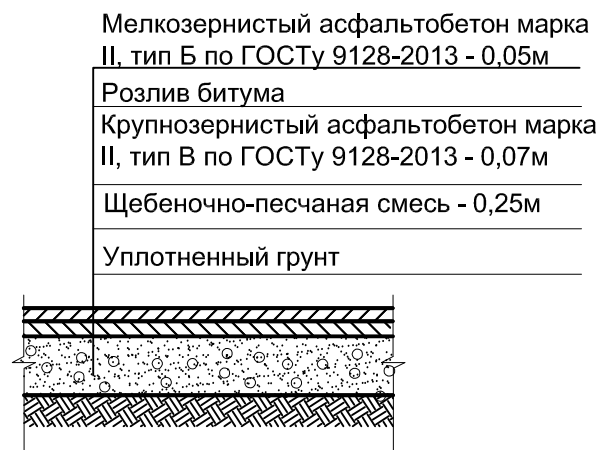 Мелкозернистый асфальтобетон марка
II, тип Б по ГОСТу 9128-2013 - 0,05м
Розлив битума
Крупнозернистый асфальтобетон марка
II, тип В по ГОСТу 9128-2013 - 0,07м
Щебеночно-песчаная смесь - 0,25м
Уплотненный грунт